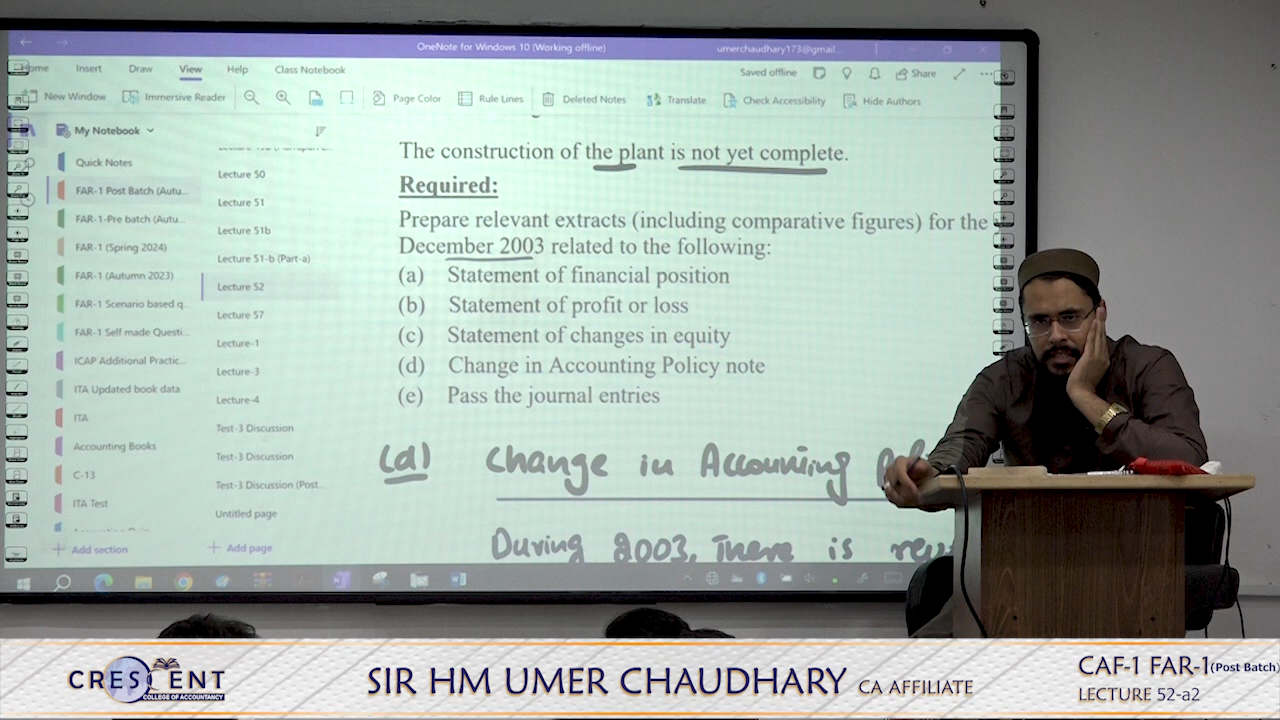 OneNote for Windows 10 (Working offline)
umerchaudhary173@gmail...
Home Insert Draw View Help Class Notebook
Saved offline Share
New Window Immersive Reader Page Color Rule Lines Deleted Notes Translate Check Accessibility Hide Authors
My Notebook
Quick Notes
FAR-1 Post Batch (Autu...
FAR-1-Pre batch (Autu...
FAR-1 (Spring 2024)
FAR-1 (Autumn 2023)
FAR-1 Scenario based q...
FAR-1 Self made Questi...
ICAP Additional Practic...
ITA Updated book data
ITA
Accounting Books
C-13
ITA Test
Add section
Lecture 50
Lecture 51
Lecture 51b
Lecture 51-b (Part-a)
Lecture 52
Lecture 57
Lecture-1
Lecture-3
Lecture-4
Test-3 Discussion
Test-3 Discussion
Test-3 Discussion (Post...
Untitled page
Add page
The construction of the plant is not yet complete.
Required:
Prepare relevant extracts (including comparative figures) for the
December 2003 related to the following:
(a) Statement of financial position
(b) Statement of profit or loss
(c) Statement of changes in equity
(d) Change in Accounting Policy note
(e) Pass the journal entries
(d) Change in Accounting
During 2003, There is
CRESCENT
COLLEGE OF ACCOUNTANCY
SIR HM UMER CHAUDHARY CA AFFILIATE
CAF-1 FAR-1 (Post Batch)
LECTURE 52-a2